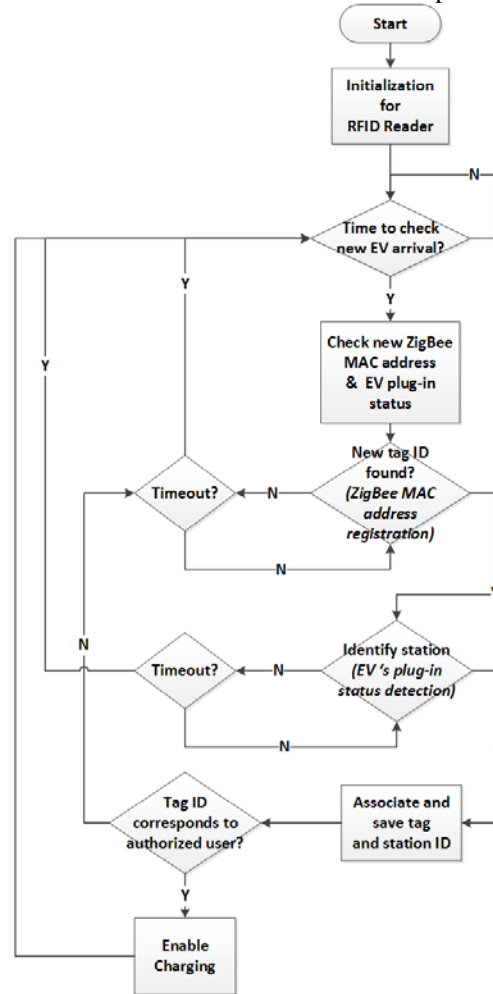 Start
Initialization
for
RFID Reader
N
Time to check
new EV arrival?
Y
Y
Y
Check new ZigBee
MAC address
& EV plug-in
status
New tag ID
found?
(ZigBee MAC
address
registration)
Timeout?
N
N
N
Identify station
(EV 's plug-in
status detection)
Timeout?
N
N
Tag ID
corresponds to
authorized user?
Associate and
save tag
and station ID
Y
Enable
Charging